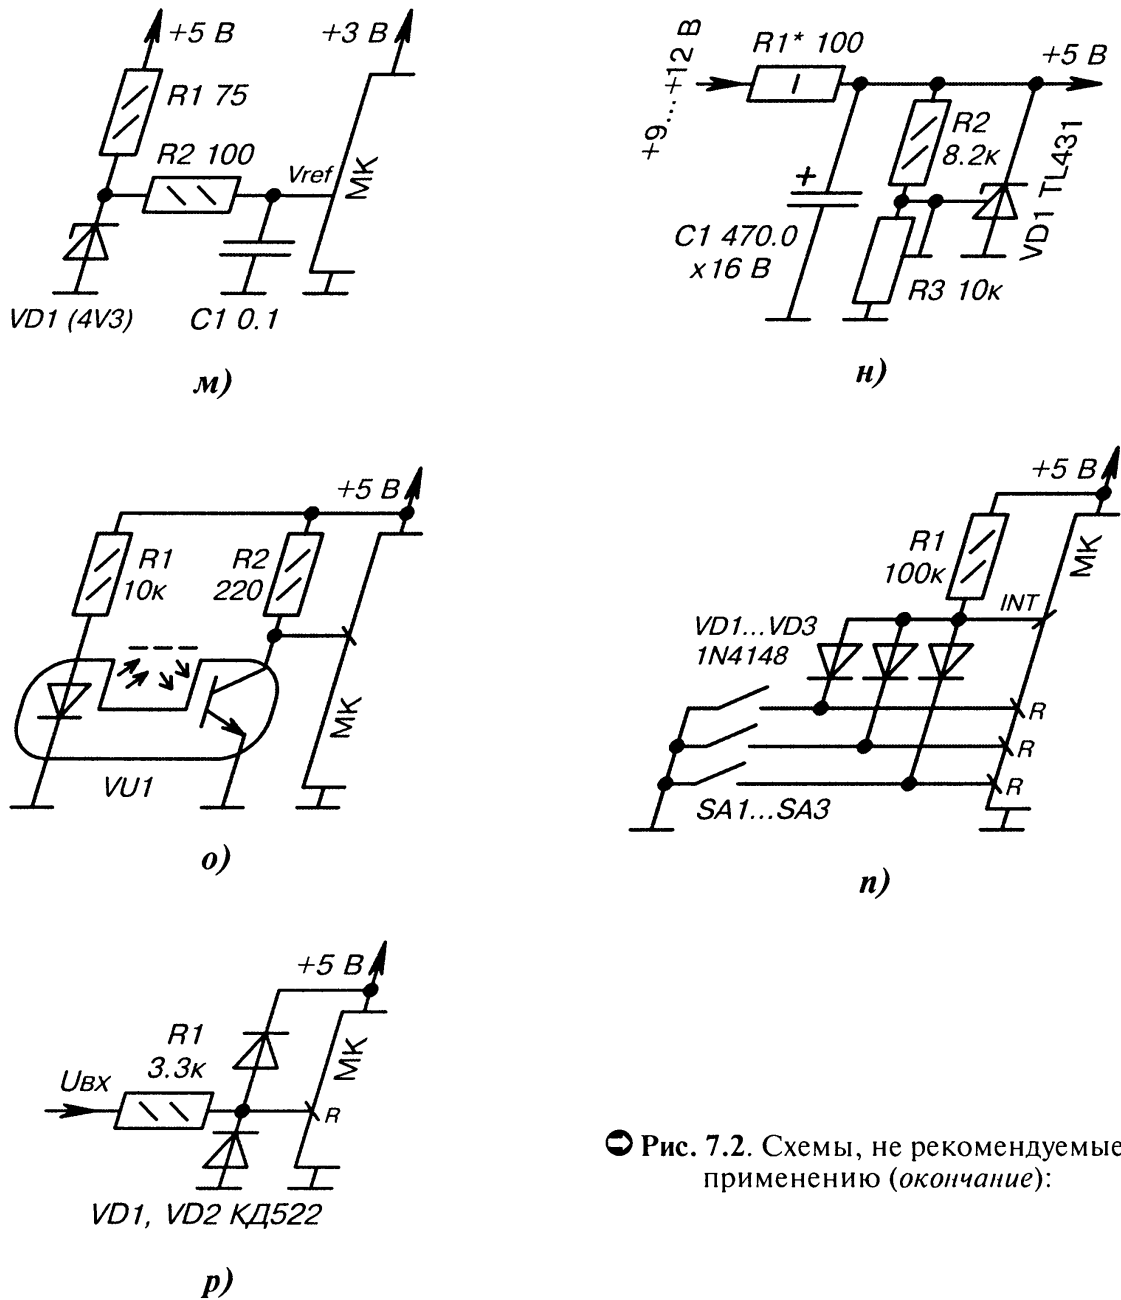 +5 В
+3 В
R1 75
R2 100
Vref
МК
VD1 (4V3)
C1 0.1
м)
+9...+12 В
R1* 100
+5 В
R2
8.2к
VD1 TL431
+
C1 470.0
x16 В
R3 10к
н)
+5 В
R1
10к
R2
220
МК
VU1
о)
+5 В
R1
100к
МК
INT
VD1...VD3
1N4148
R
R
R
SA1...SA3
п)
+5 В
R1
3.3к
МК
Uвх
R
VD1, VD2 КД522
р)
Рис. 7.2. Схемы, не рекомендуемые
применению (окончание):